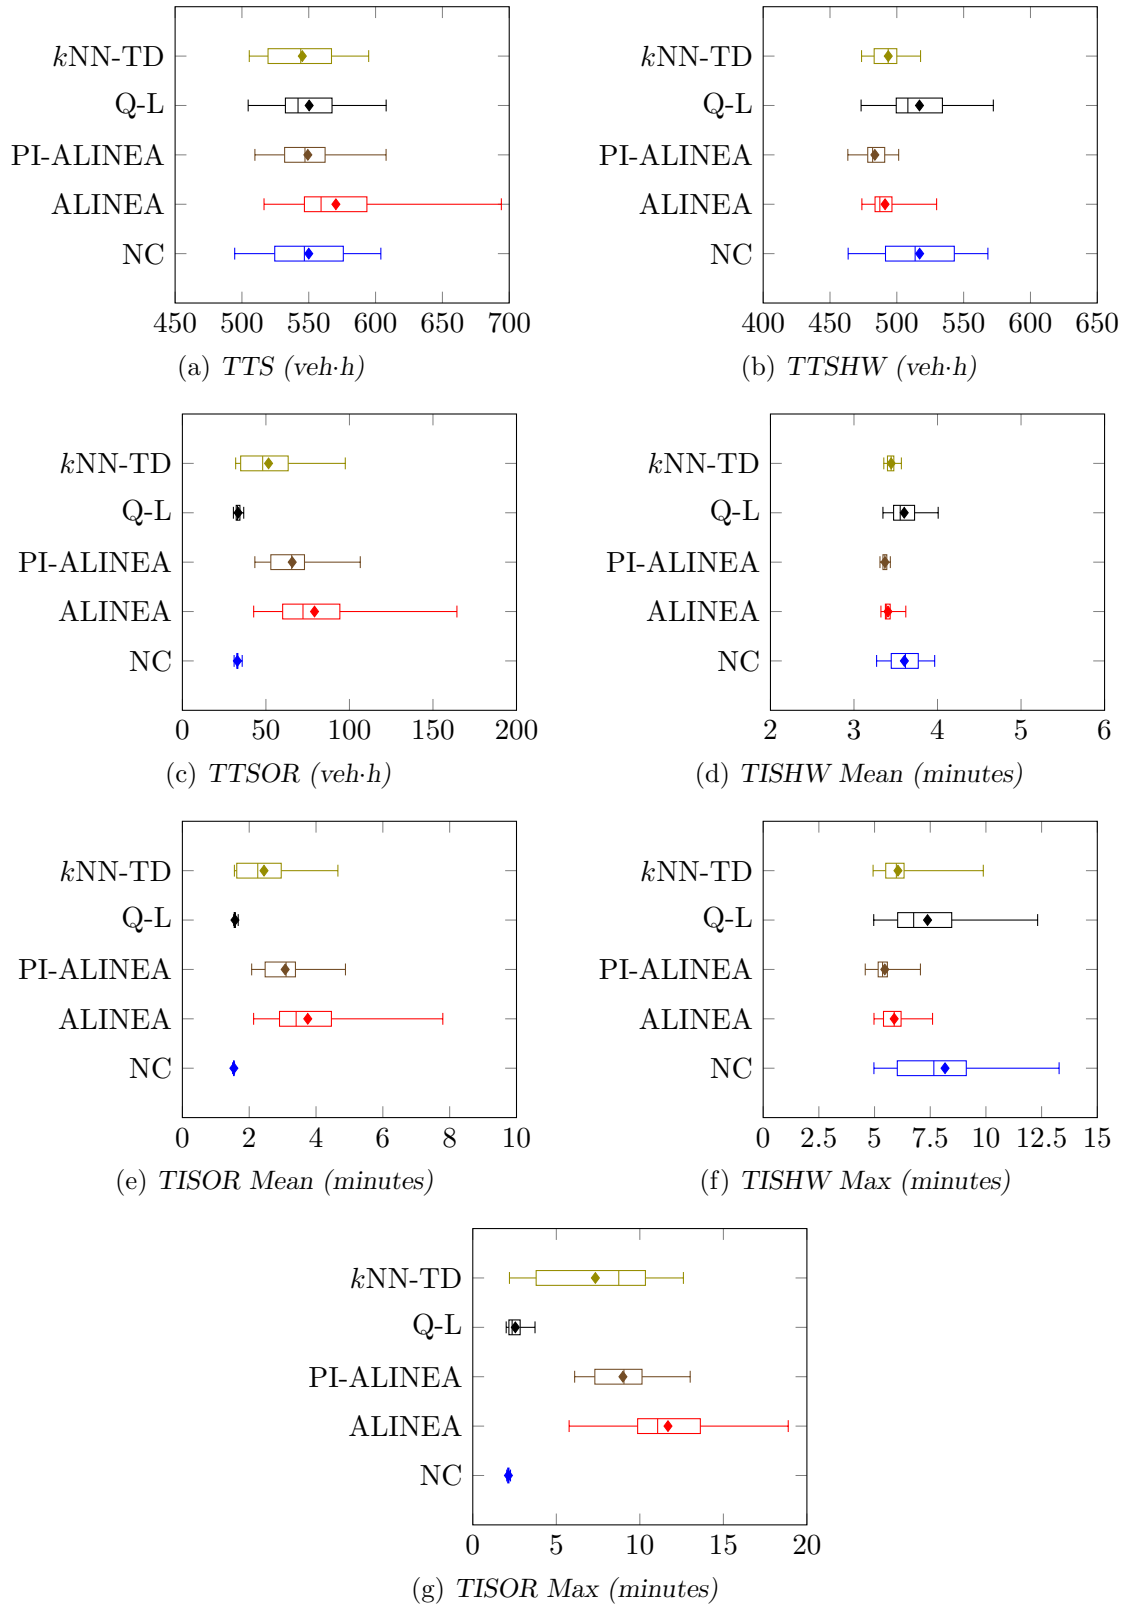 kNN-TD
Q-L
PI-ALINEA
ALINEA
NC
450 500 550 600 650 700
(a) TTS (veh·h)
kNN-TD
Q-L
PI-ALINEA
ALINEA
NC
400 450 500 550 600 650
(b) TTSHW (veh·h)
kNN-TD
Q-L
PI-ALINEA
ALINEA
NC
0 50 100 150 200
(c) TTSOR (veh·h)
kNN-TD
Q-L
PI-ALINEA
ALINEA
NC
2 3 4 5 6
(d) TISHW Mean (minutes)
kNN-TD
Q-L
PI-ALINEA
ALINEA
NC
0 2 4 6 8 10
(e) TISOR Mean (minutes)
kNN-TD
Q-L
PI-ALINEA
ALINEA
NC
0 2.5 5 7.5 10 12.5 15
(f) TISHW Max (minutes)
kNN-TD
Q-L
PI-ALINEA
ALINEA
NC
0 5 10 15 20
(g) TISOR Max (minutes)